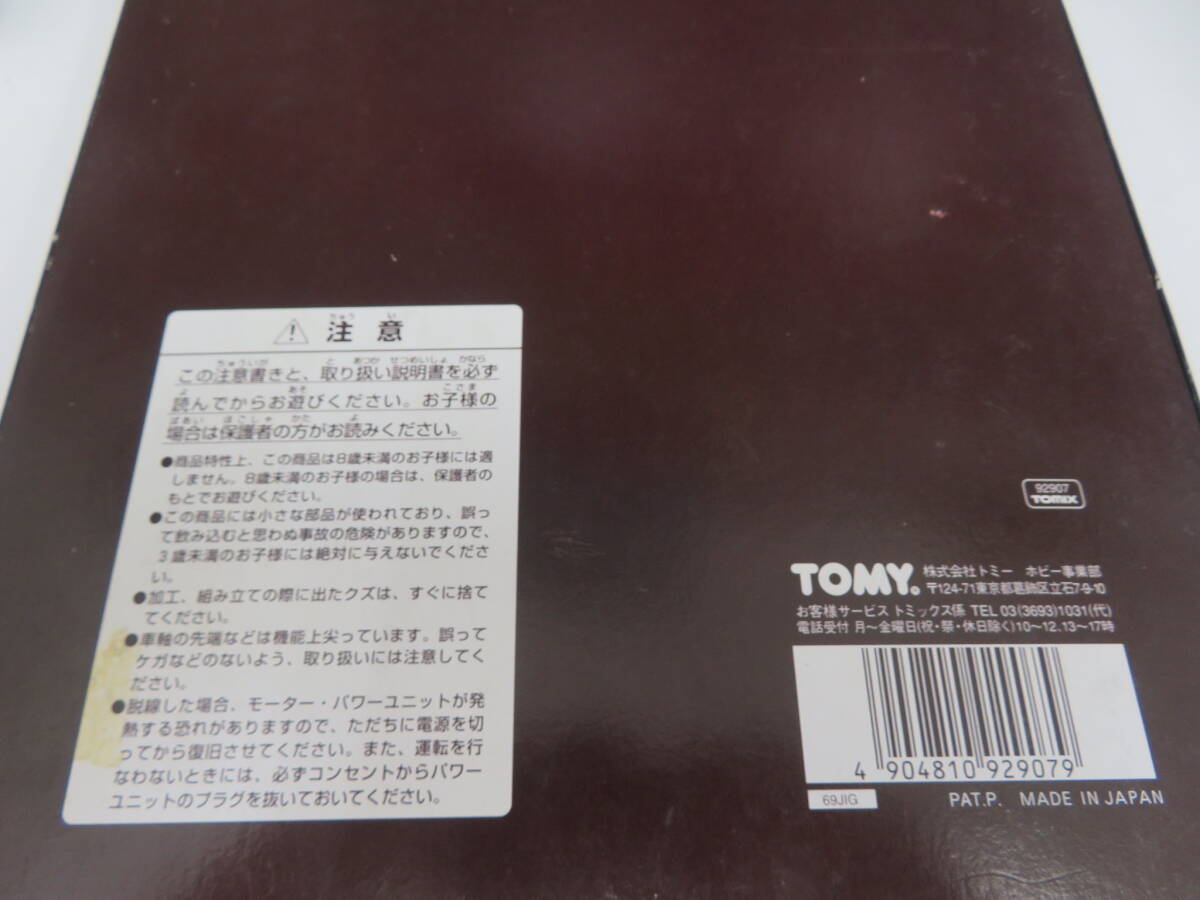 注意
この注意書きと、取り扱い説明書を必ず
読んでからお遊びください。お子様の
場合は保護者の方がお読みください。
●商品特性上、この商品は8歳未満のお子様には適
しません。8歳未満のお子様の場合は、保護者の
もとでお遊びください。
●この商品には小さな部品が使われており、誤っ
て飲み込むと思わぬ事故の危険がありますので、
3歳未満のお子様には絶対に与えないでくださ
い。
●加工、組み立ての際に出たクズは、すぐに捨て
てください。
●車軸の先端などは機能上尖っています。誤って
ケガなどのないよう、取り扱いには注意してく
ださい。
●脱線した場合、モーター・パワーユニットが発
熱する恐れがありますので、ただちに電源を切
ってから復旧させてください。また、運転を行
なわないときには、必ずコンセントからパワー
ユニットのプラグを抜いておいてください。
92907
TOMIX
TOMY. 株式会社トミー ホビー事業部
〒124-71東京都葛飾区立石7-9-10
お客様サービス トミックス係 TEL 03(3693)1031(代)
電話受付 月〜金曜日(祝・祭・休日除く)10〜12.13〜17時
4 904810 929079
69JIG
PAT.P. MADE IN JAPAN